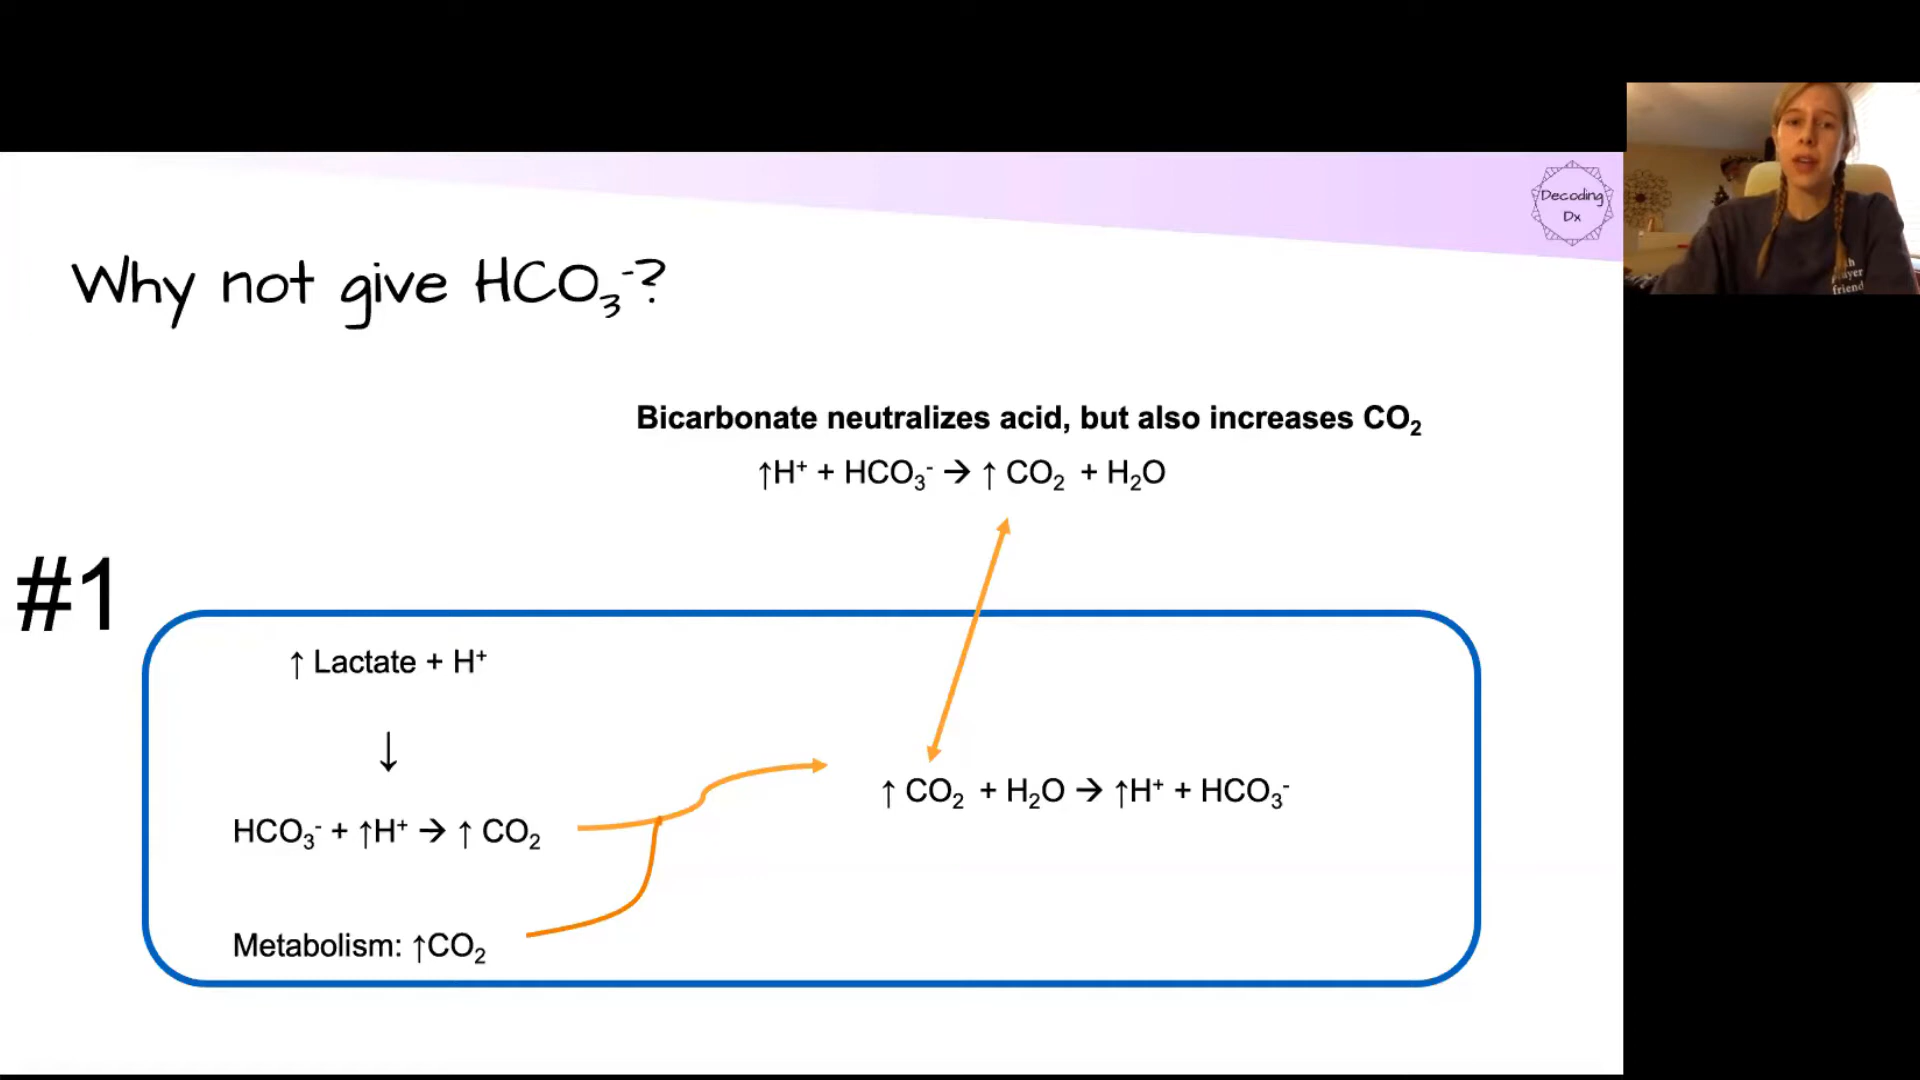 Decoding
Dx
Why not give HCO₃⁻?
Bicarbonate neutralizes acid, but also increases CO₂
↑H⁺ + HCO₃⁻ → ↑ CO₂ + H₂O
#1
↑ Lactate + H⁺
↓
↑ CO₂ + H₂O → ↑H⁺ + HCO₃⁻
HCO₃⁻ + ↑H⁺ → ↑ CO₂
Metabolism: ↑CO₂
friend